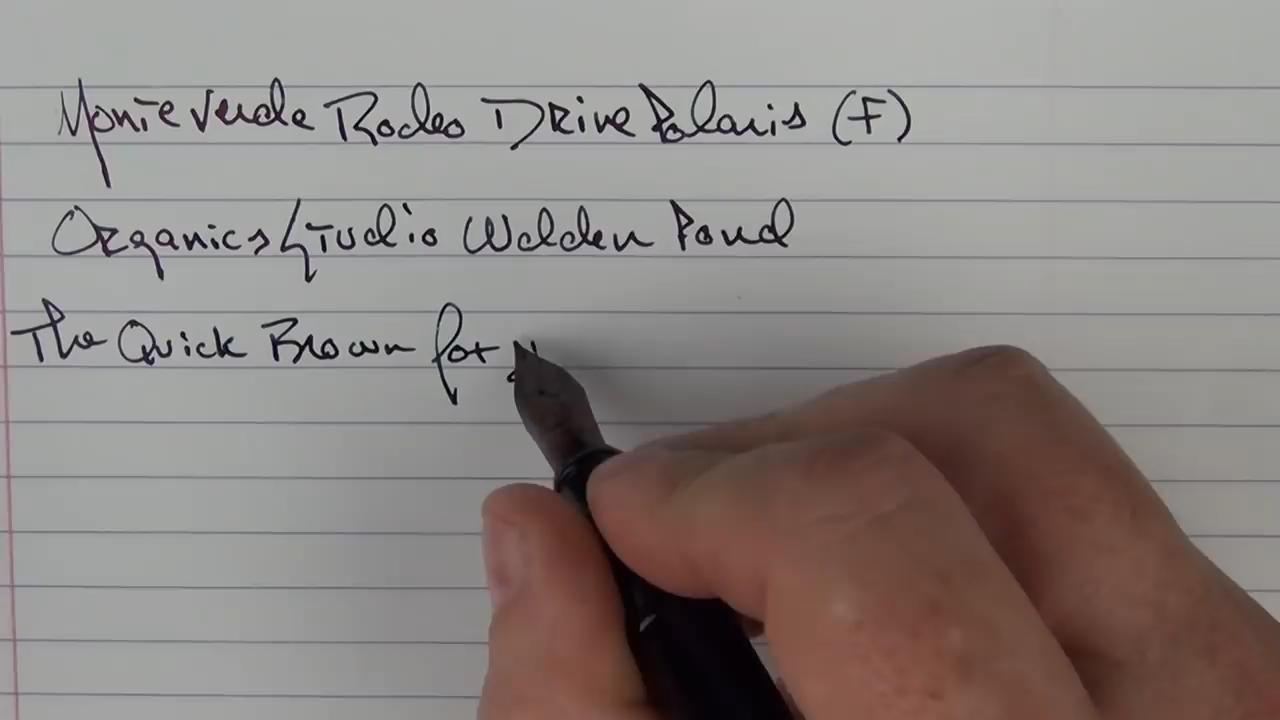 Monteverde Rodeo Drive Polaris (F)
Organics Studio Walden Pond
The Quick Brown fox